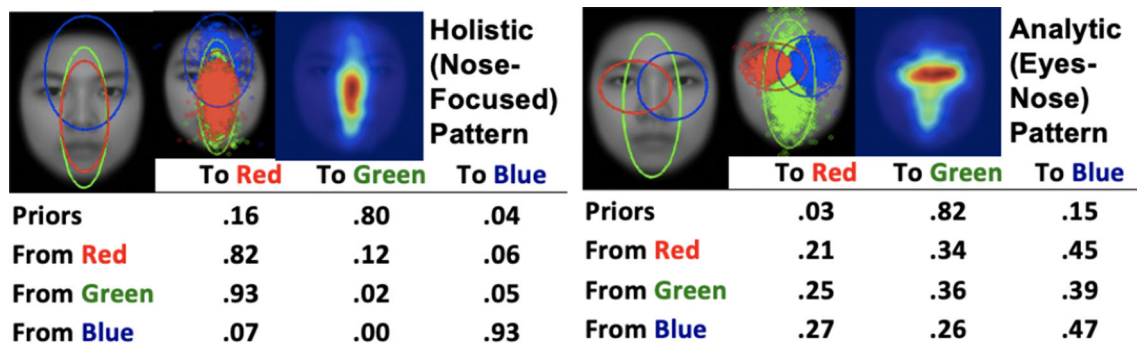 Holistic
(Nose-
Focused)
Pattern
To Red To Green To Blue
Priors .16 .80 .04
From Red .82 .12 .06
From Green .93 .02 .05
From Blue .07 .00 .93
Analytic
(Eyes-
Nose)
Pattern
To Red To Green To Blue
Priors .03 .82 .15
From Red .21 .34 .45
From Green .25 .36 .39
From Blue .27 .26 .47